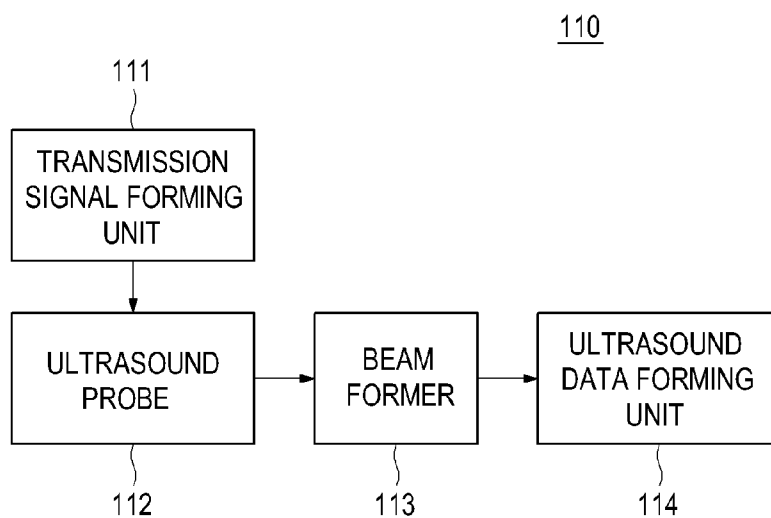 110
111
TRANSMISSION
SIGNAL FORMING
UNIT
ULTRASOUND
PROBE
BEAM
FORMER
ULTRASOUND
DATA FORMING
UNIT
112
113
114